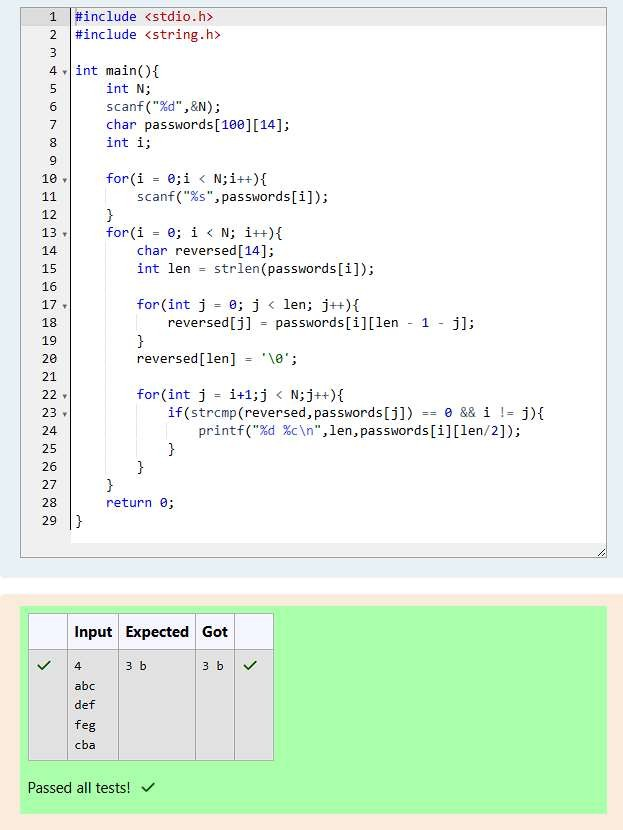 1 #include <stdio.h>
2 #include <string.h>
3
4 int main(){
5     int N;
6     scanf("%d",&N);
7     char passwords[100][14];
8     int i;
9
10     for(i = 0;i < N;i++){
11         scanf("%s",passwords[i]);
12     }
13     for(i = 0; i < N; i++){
14         char reversed[14];
15         int len = strlen(passwords[i]);
16
17         for(int j = 0; j < len; j++){
18             reversed[j] = passwords[i][len - 1 - j];
19         }
20         reversed[len] = '\0';
21
22         for(int j = i+1;j < N;j++){
23             if(strcmp(reversed,passwords[j]) == 0 && i != j){
24                 printf("%d %c\n",len,passwords[i][len/2]);
25             }
26         }
27     }
28     return 0;
29 }
Input Expected Got
4 3 b 3 b
abc
def
feg
cba
Passed all tests!